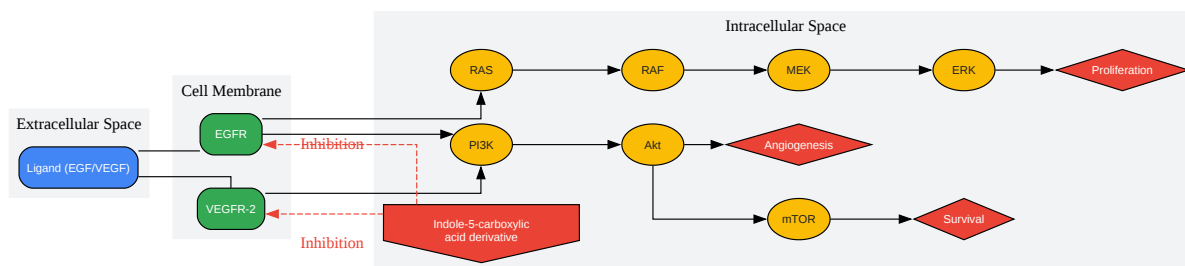 Intracellular Space
Cell Membrane
Extracellular Space
Ligand (EGF/VEGF)
EGFR
VEGFR-2
Inhibition
Inhibition
RAS
RAF
MEK
ERK
Proliferation
PI3K
Akt
Angiogenesis
mTOR
Survival
Indole-5-carboxylic
acid derivative